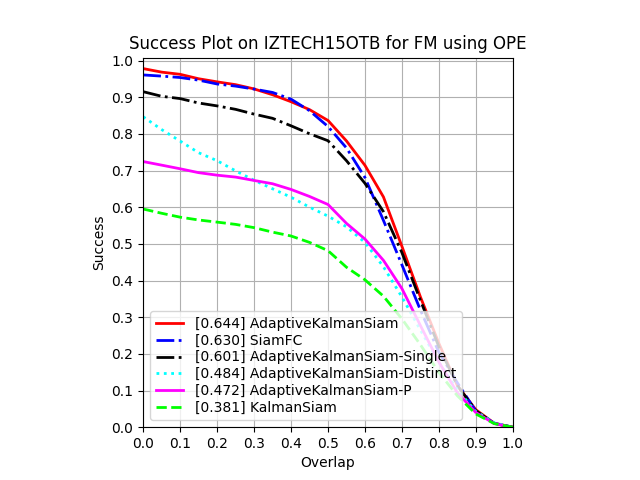 Success Plot on IZTECH15OTB for FM using OPE
1.0
0.9
0.8
0.7
0.6
0.5
0.4
0.3
0.2
0.1
0.0
Success
[0.644] AdaptiveKalmanSiam
[0.630] SiamFC
[0.601] AdaptiveKalmanSiam-Single
[0.484] AdaptiveKalmanSiam-Distinct
[0.472] AdaptiveKalmanSiam-P
[0.381] KalmanSiam
0.0 0.1 0.2 0.3 0.4 0.5 0.6 0.7 0.8 0.9 1.0
Overlap